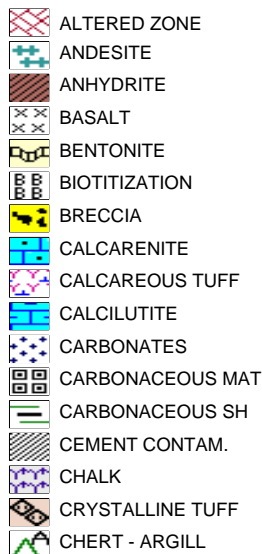 ALTERED ZONE
ANDESITE
ANHYDRITE
BASALT
BENTONITE
BIOTITIZATION
BRECCIA
CALCARENITE
CALCAREOUS TUFF
CALCILUTITE
CARBONATES
CARBONACEOUS MAT
CARBONACEOUS SH
CEMENT CONTAM.
CHALK
CRYSTALLINE TUFF
CHERT - ARGILL